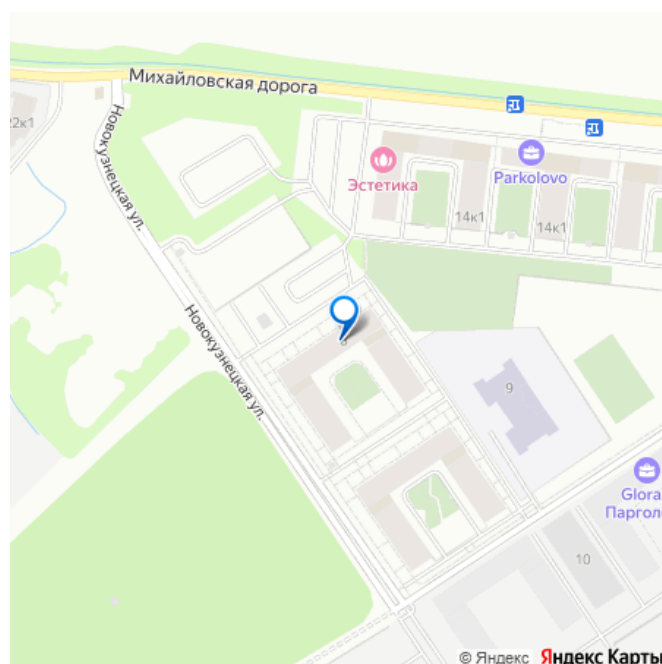 Михайловская дорога
22к1
Новокузнецкая ул.
Эстетика
Parkolovo
14к1
14к1
Новокузнецкая ул.
9
Glora
Парголо
10
© Яндекс Яндекс Карты